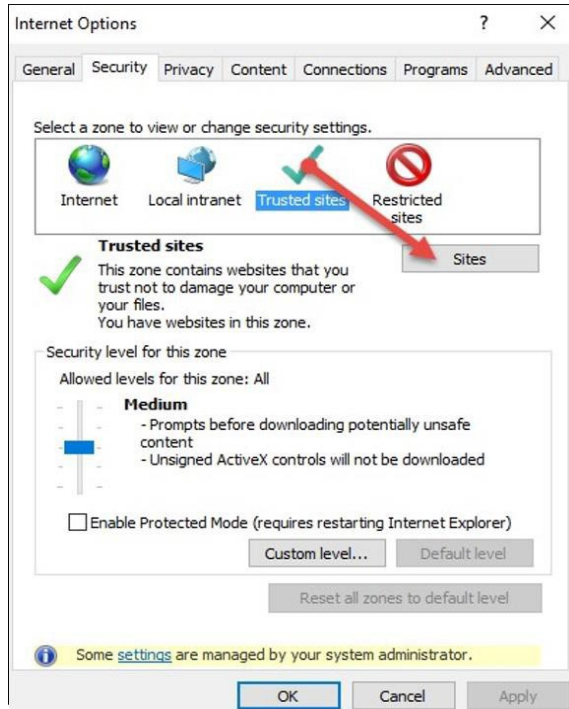 Internet Options ?
General Security Privacy Content Connections Programs Advanced
Select a zone to view or change security settings.
Internet Local intranet Trusted sites Restricted
sites
Trusted sites
Sites
This zone contains websites that you
trust not to damage your computer or
your files.
You have websites in this zone.
Security level for this zone
Allowed levels for this zone: All
Medium
- Prompts before downloading potentially unsafe
content
- Unsigned ActiveX controls will not be downloaded
Enable Protected Mode (requires restarting Internet Explorer)
Custom level... Default level
Reset all zones to default level
Some settings are managed by your system administrator.
OK Cancel Apply